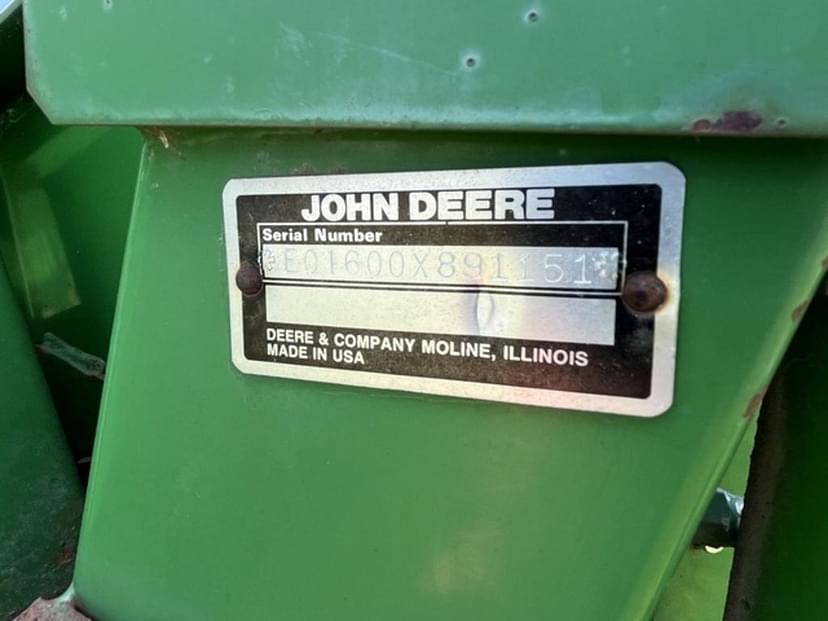 JOHN DEERE
Serial Number
*E01600X891151*
DEERE & COMPANY MOLINE, ILLINOIS
MADE IN USA